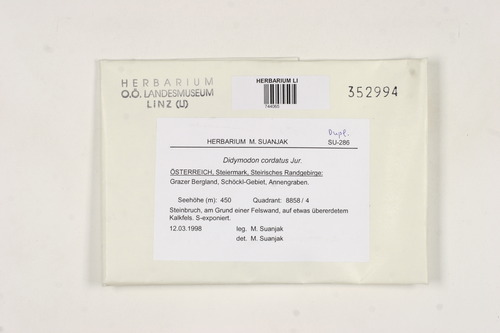 HERBARIUM
O.Ö. LANDESMUSEUM
LINZ (LI)
HERBARIUM LI
744065
352994
Dupl.
HERBARIUM M. SUANJAK
SU-286
Didymodon cordatus Jur.
ÖSTERREICH, Steiermark, Steirisches Randgebirge:
Grazer Bergland, Schöckl-Gebiet, Annengraben.
Seehöhe (m): 450 Quadrant: 8858 / 4
Steinbruch, am Grund einer Felswand, auf etwas übererdetem
Kalkfels. S-exponiert.
12.03.1998 leg. M. Suanjak
det. M. Suanjak